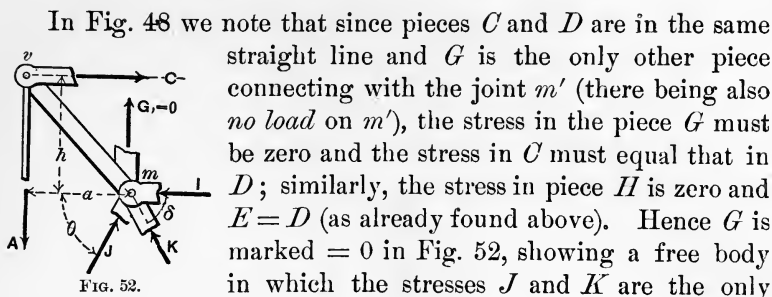 In Fig. 48 we note that since pieces C and D are in the same
straight line and G is the only other piece
connecting with the joint m′ (there being also
no load on m′), the stress in the piece G must
be zero and the stress in C must equal that in
D; similarly, the stress in piece H is zero and
E=D (as already found above). Hence G is
marked = 0 in Fig. 52, showing a free body
in which the stresses J and K are the only
v
C
G,=0
h
m
a
I
δ
θ
A
J
K
FIG. 52.